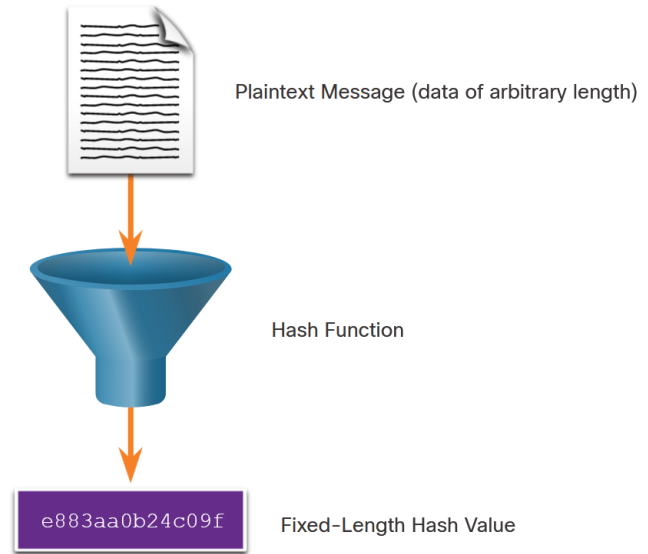 Plaintext Message (data of arbitrary length)
Hash Function
e883aa0b24c09f
Fixed-Length Hash Value